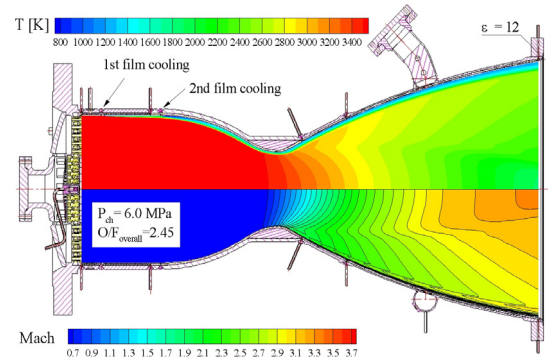 T [K]
800 1000 1200 1400 1600 1800 2000 2200 2400 2600 2800 3000 3200 3400
ε = 12
1st film cooling
2nd film cooling
P_ch= 6.0 MPa
O/F_overall=2.45
Mach
0.7 0.9 1.1 1.3 1.5 1.7 1.9 2.1 2.3 2.5 2.7 2.9 3.1 3.3 3.5 3.7